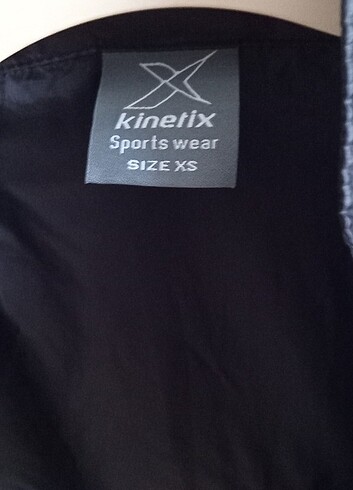 kinetix
Sports wear
SIZE XS